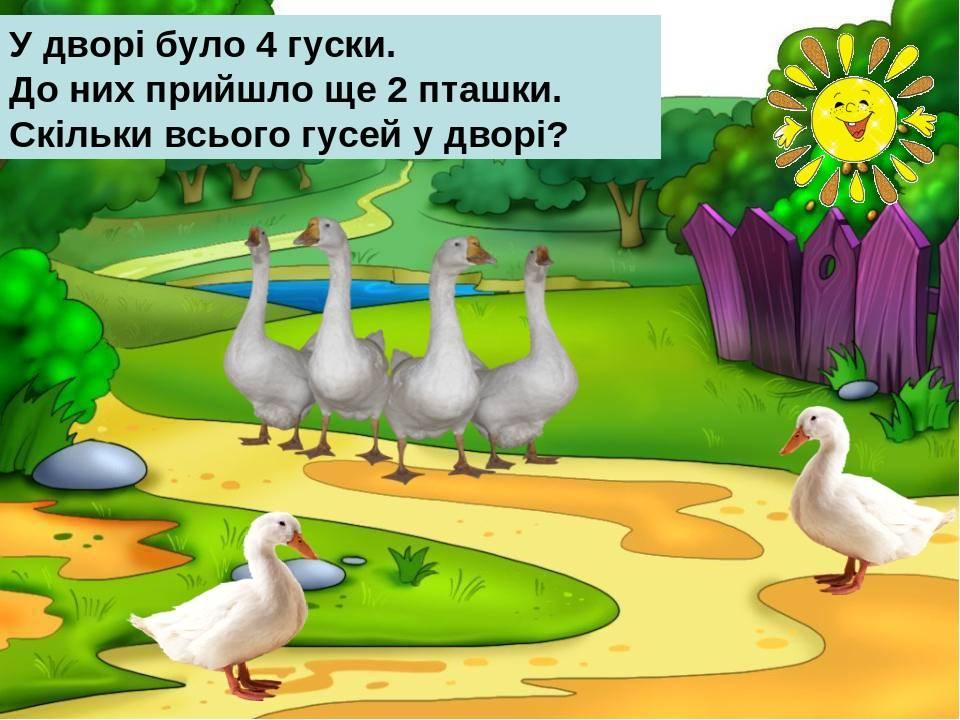 У дворі було 4 гуски.
До них прийшло ще 2 пташки.
Скільки всього гусей у дворі?